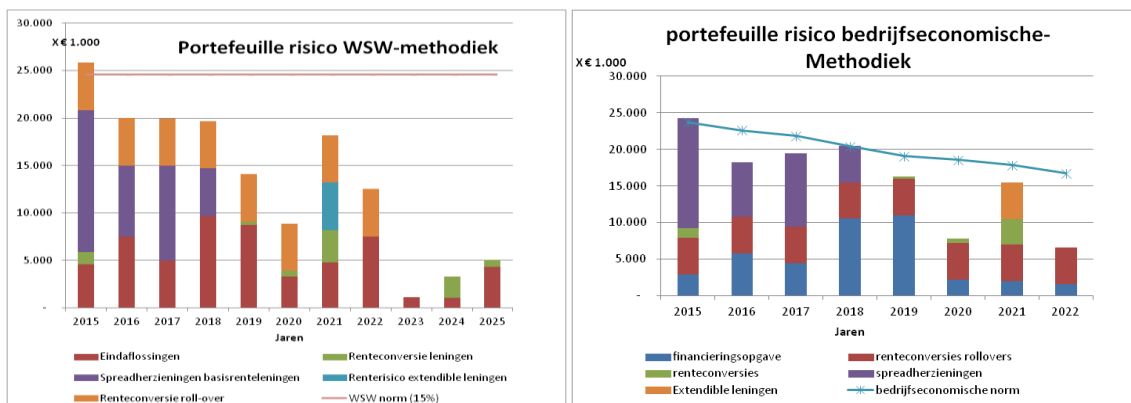 Portefeuille risico WSW-methodiek
X € 1.000
30.000
25.000
20.000
15.000
10.000
5.000
-
2015 2016 2017 2018 2019 2020 2021 2022 2023 2024 2025
Jaren
Eindaflossingen Renteconversie leningen
Spreadherzieningen basisrenteleningen Renterisico extendible leningen
Renteconversie roll-over WSW norm (15%)
portefeuille risico bedrijfseconomische-
Methodiek
X € 1.000
30.000
25.000
20.000
15.000
10.000
5.000
-
2015 2016 2017 2018 2019 2020 2021 2022
Jaren
financieringsopgave renteconversies rollovers
renteconversies spreadherzieningen
Extendible leningen bedrijfseconomische norm